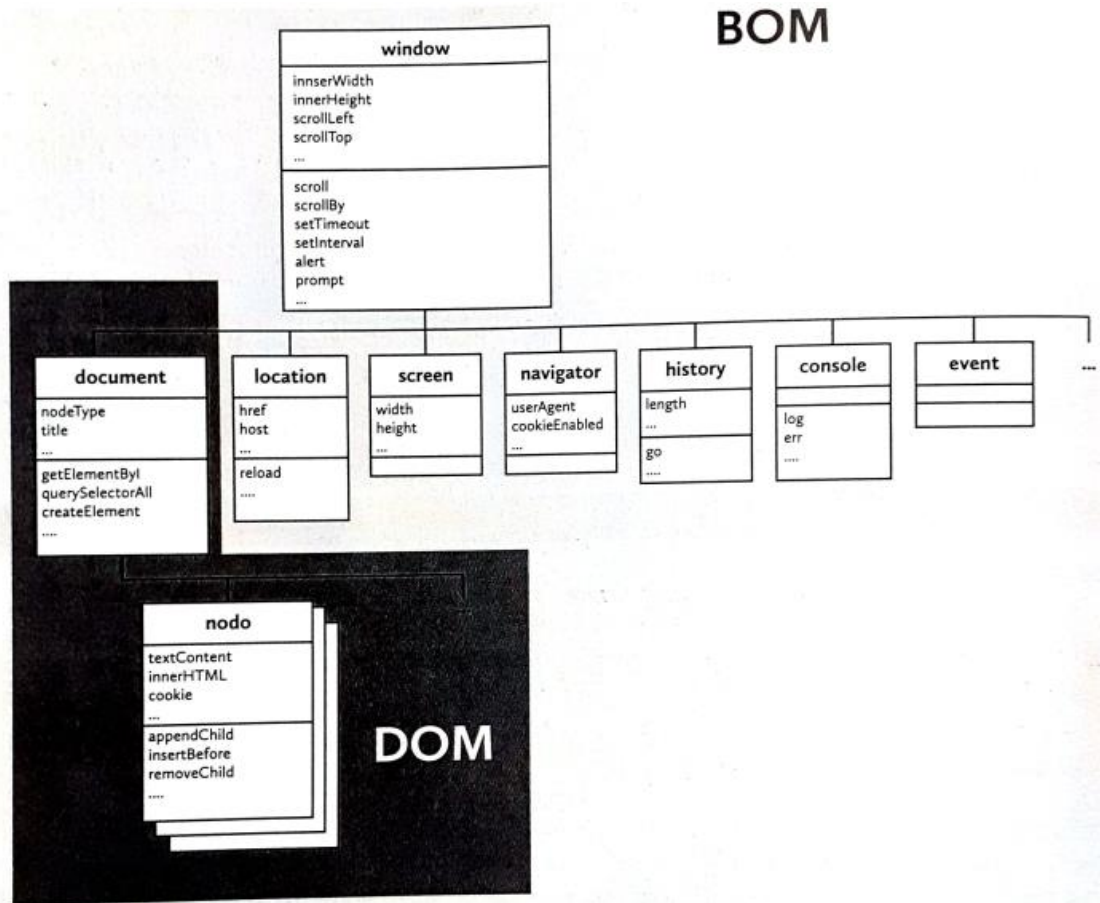 BOM
window
innserWidth
innerHeight
scrollLeft
scrollTop
...
scroll
scrollBy
setTimeout
setInterval
alert
prompt
...
document
nodeType
title
...
getElementByI
querySelectorAll
createElement
....
location
href
host
...
reload
....
screen
width
height
...
navigator
userAgent
cookieEnabled
...
history
length
...
go
....
console
log
err
....
event
...
nodo
textContent
innerHTML
cookie
...
appendChild
insertBefore
removeChild
....
DOM